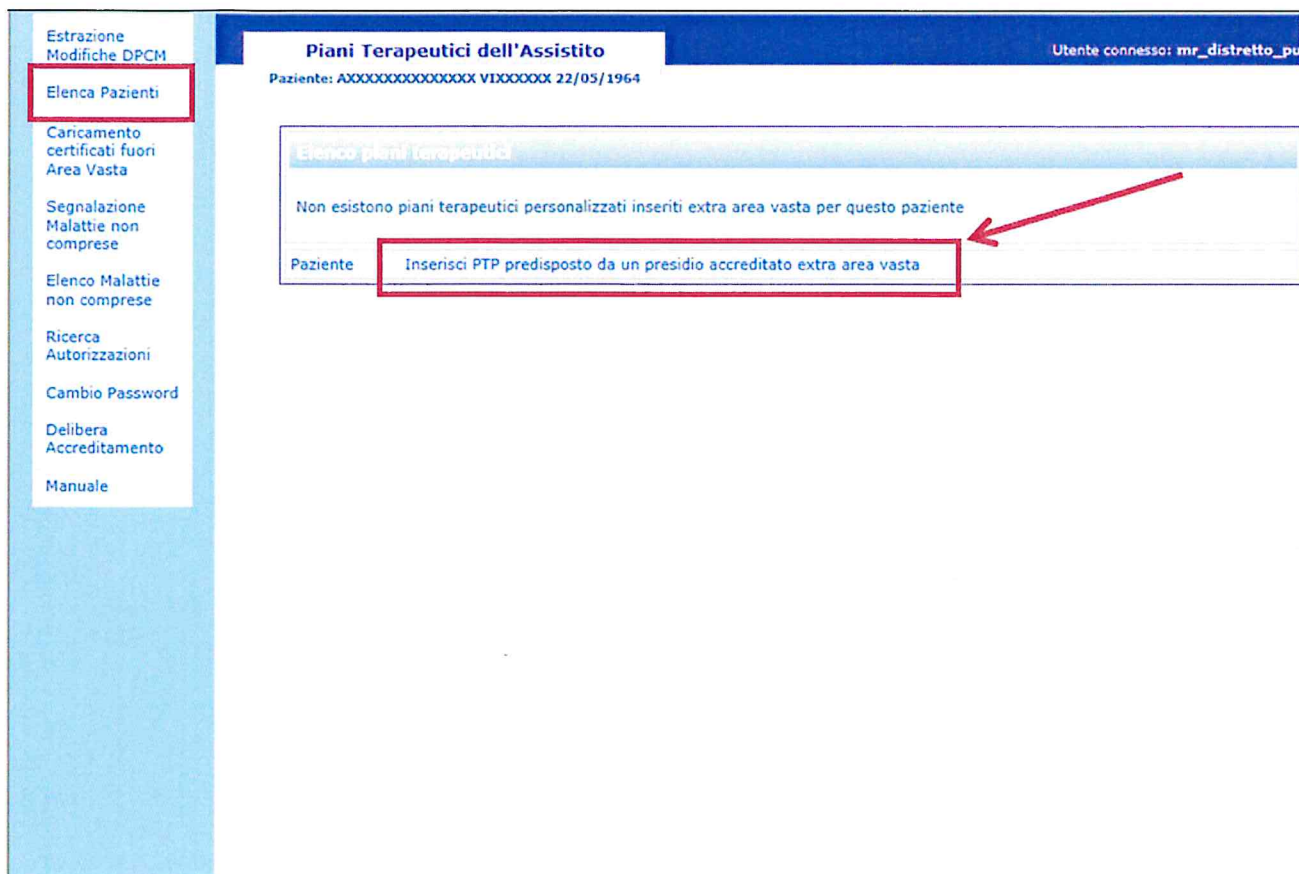 Estrazione
Modifiche DPCM
Elenca Pazienti
Caricamento
certificati fuori
Area Vasta
Segnalazione
Malattie non
comprese
Elenco Malattie
non comprese
Ricerca
Autorizzazioni
Cambio Password
Delibera
Accreditamento
Manuale
Piani Terapeutici dell'Assistito
Utente connesso: mr_distretto_pu
Paziente: AXXXXXXXXXXXXXXX VIXXXXXX 22/05/1964
Elenco piani terapeutici
Non esistono piani terapeutici personalizzati inseriti extra area vasta per questo paziente
Paziente Inserisci PTP predisposto da un presidio accreditato extra area vasta